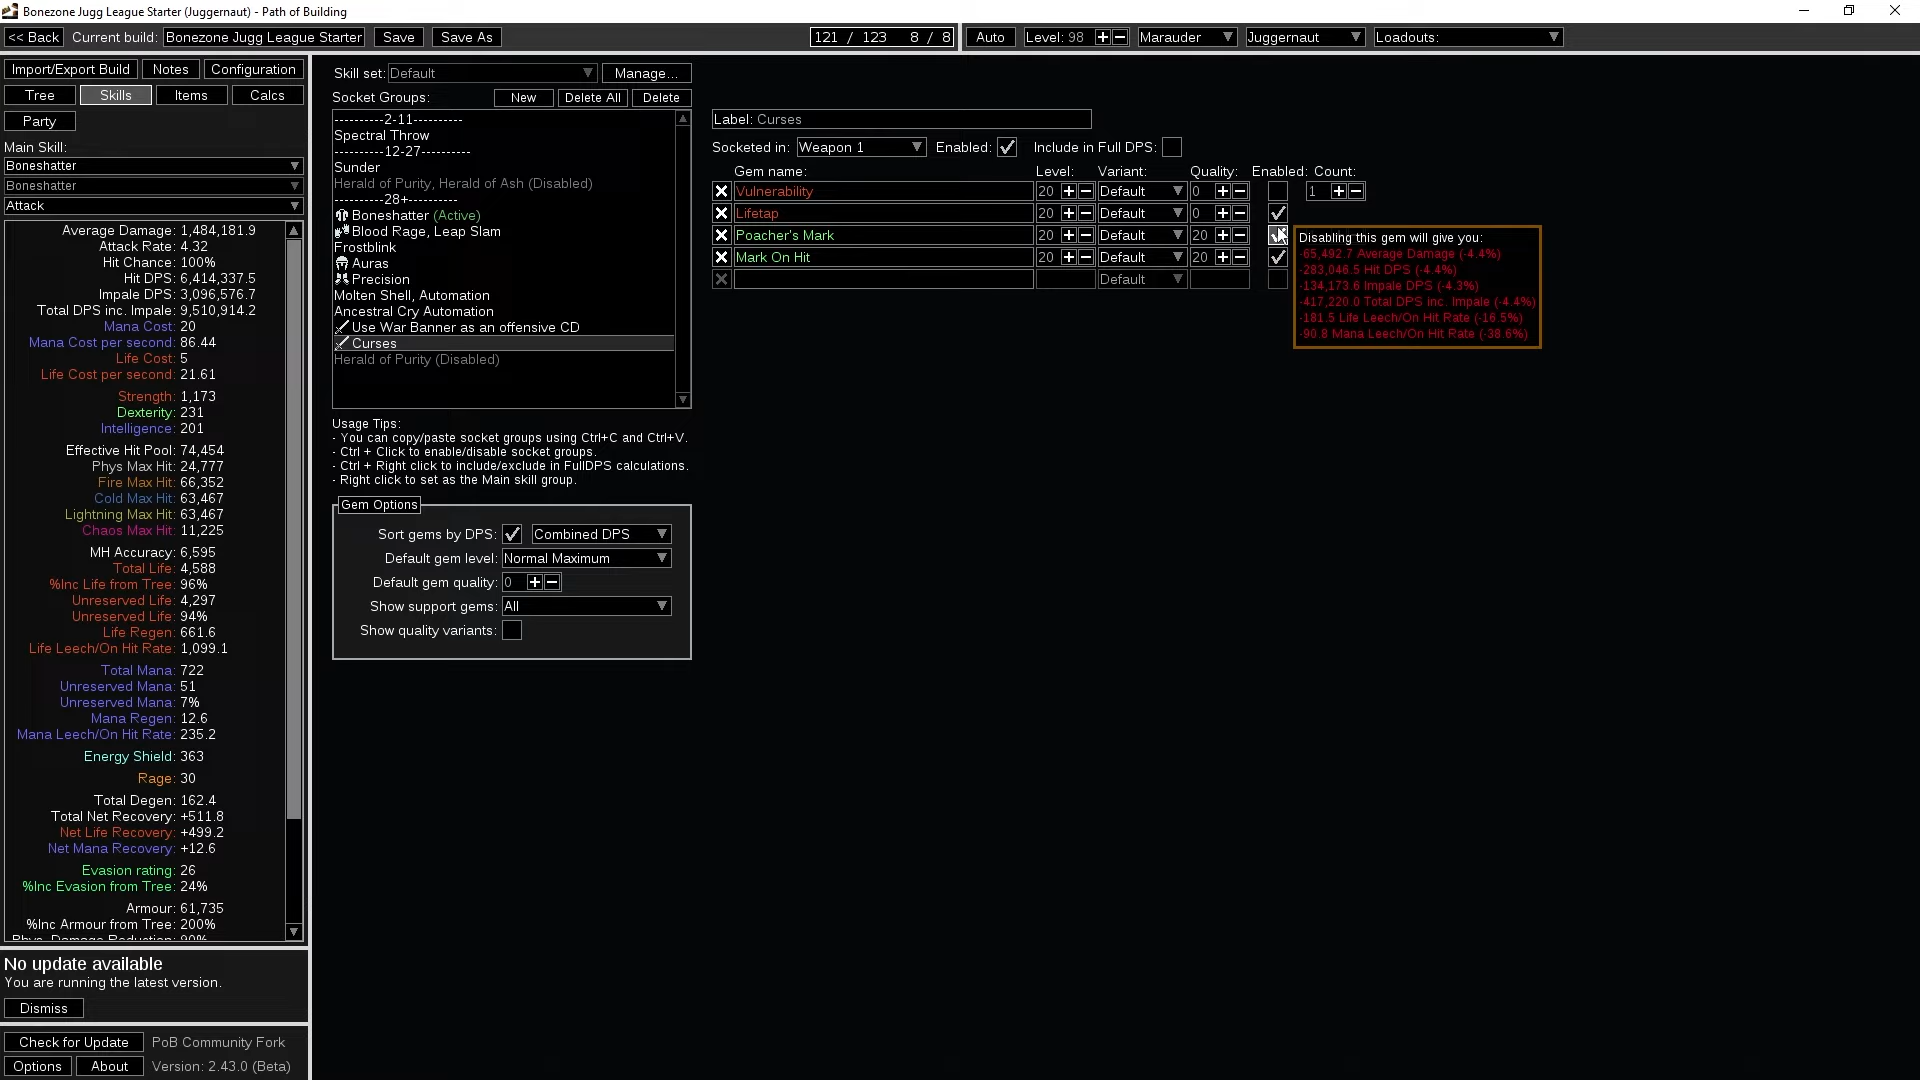 Bonezone Jugg League Starter (Juggernaut) - Path of Building
<< Back Current build: Bonezone Jugg League Starter Save Save As 121 / 123 8 / 8 Auto Level: 98 Marauder Juggernaut Loadouts:
Import/Export Build Notes Configuration
Tree Skills Items Calcs
Party
Main Skill:
Boneshatter
Boneshatter
Attack
Average Damage: 1,484,181.9
Attack Rate: 4.32
Hit Chance: 100%
Hit DPS: 6,414,337.5
Impale DPS: 3,096,576.7
Total DPS inc. Impale: 9,510,914.2
Mana Cost: 20
Mana Cost per second: 86.44
Life Cost: 5
Life Cost per second: 21.61
Strength: 1,173
Dexterity: 231
Intelligence: 201
Effective Hit Pool: 74,454
Phys Max Hit: 24,777
Fire Max Hit: 66,352
Cold Max Hit: 63,467
Lightning Max Hit: 63,467
Chaos Max Hit: 11,225
MH Accuracy: 6,595
Total Life: 4,588
%Inc Life from Tree: 96%
Unreserved Life: 4,297
Unreserved Life: 94%
Life Regen: 661.6
Life Leech/On Hit Rate: 1,099.1
Total Mana: 722
Unreserved Mana: 51
Unreserved Mana: 7%
Mana Regen: 12.6
Mana Leech/On Hit Rate: 235.2
Energy Shield: 363
Rage: 30
Total Degen: 162.4
Total Net Recovery: +511.8
Net Life Recovery: +499.2
Net Mana Recovery: +12.6
Evasion rating: 26
%Inc Evasion from Tree: 24%
Armour: 61,735
%Inc Armour from Tree: 200%
Phys. Damage Reduction: 90%
No update available
You are running the latest version.
Dismiss
Check for Update PoB Community Fork
Options About Version: 2.43.0 (Beta)
Skill set: Default Manage...
Socket Groups: New Delete All Delete
----------2-11----------
Spectral Throw
----------12-27----------
Sunder
Herald of Purity, Herald of Ash (Disabled)
----------28+----------
Boneshatter (Active)
Blood Rage, Leap Slam
Frostblink
Auras
Precision
Molten Shell, Automation
Ancestral Cry Automation
Use War Banner as an offensive CD
Curses
Herald of Purity (Disabled)
Usage Tips:
- You can copy/paste socket groups using Ctrl+C and Ctrl+V.
- Ctrl + Click to enable/disable socket groups.
- Ctrl + Right click to include/exclude in FullDPS calculations.
- Right click to set as the Main skill group.
Gem Options
Sort gems by DPS: Combined DPS
Default gem level: Normal Maximum
Default gem quality: 0
Show support gems: All
Show quality variants:
Label: Curses
Socketed in: Weapon 1 Enabled: Include in Full DPS:
Gem name: Level: Variant: Quality: Enabled: Count:
Vulnerability 20 Default 0 1
Lifetap 20 Default 0
Poacher's Mark 20 Default 20
Mark On Hit 20 Default 20
Default
Disabling this gem will give you:
-65,492.7 Average Damage (-4.4%)
-283,046.5 Hit DPS (-4.4%)
-134,173.6 Impale DPS (-4.3%)
-417,220.0 Total DPS inc. Impale (-4.4%)
-181.5 Life Leech/On Hit Rate (-16.5%)
-90.8 Mana Leech/On Hit Rate (-38.6%)